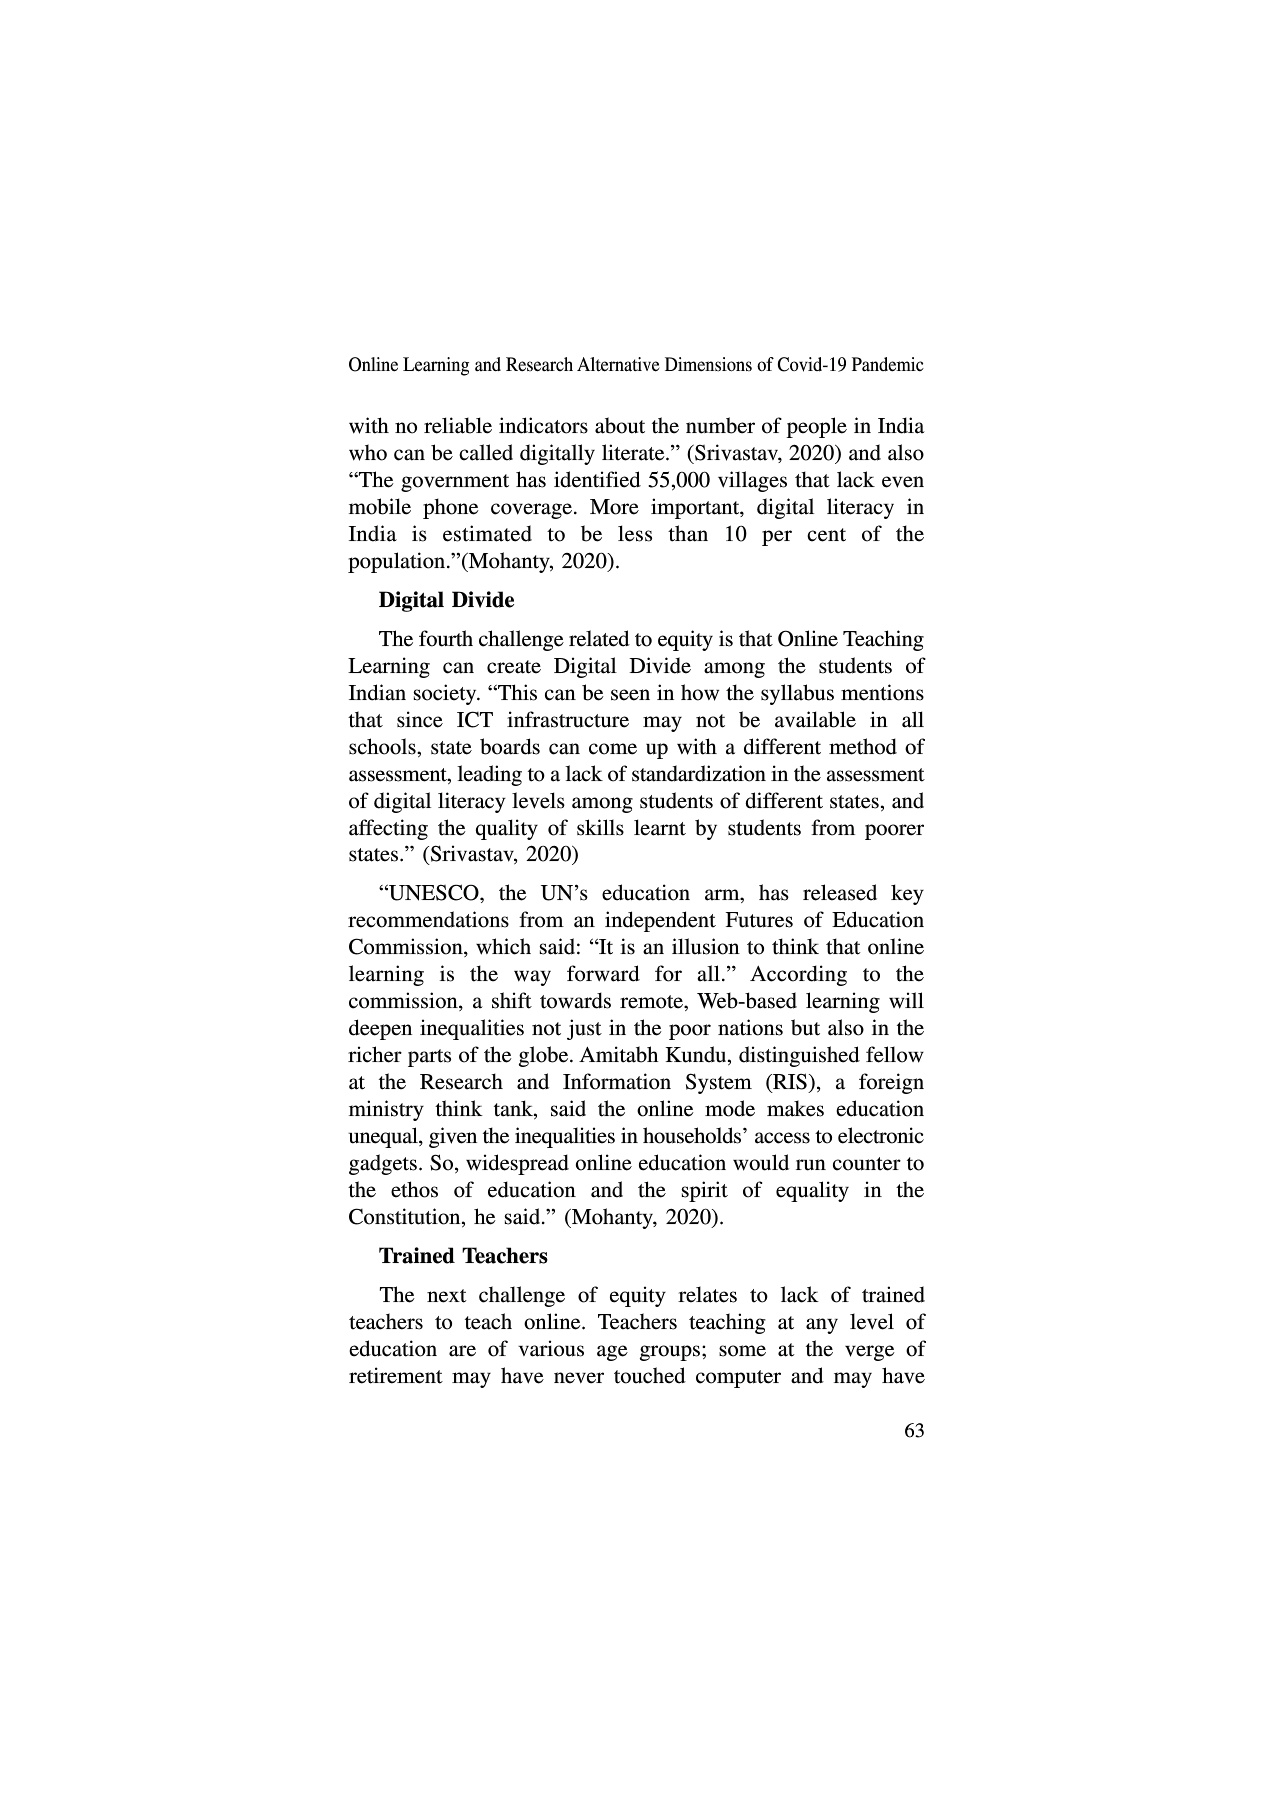 Online Learning and Research Alternative Dimensions of Covid-19 Pandemic
with no reliable indicators about the number of people in India
who can be called digitally literate.” (Srivastav, 2020) and also
“The government has identified 55,000 villages that lack even
mobile phone coverage. More important, digital literacy in
India is estimated to be less than 10 per cent of the
population.”(Mohanty, 2020).
Digital Divide
The fourth challenge related to equity is that Online Teaching
Learning can create Digital Divide among the students of
Indian society. “This can be seen in how the syllabus mentions
that since ICT infrastructure may not be available in all
schools, state boards can come up with a different method of
assessment, leading to a lack of standardization in the assessment
of digital literacy levels among students of different states, and
affecting the quality of skills learnt by students from poorer
states.” (Srivastav, 2020)
“UNESCO, the UN’s education arm, has released key
recommendations from an independent Futures of Education
Commission, which said: “It is an illusion to think that online
learning is the way forward for all.” According to the
commission, a shift towards remote, Web-based learning will
deepen inequalities not just in the poor nations but also in the
richer parts of the globe. Amitabh Kundu, distinguished fellow
at the Research and Information System (RIS), a foreign
ministry think tank, said the online mode makes education
unequal, given the inequalities in households’ access to electronic
gadgets. So, widespread online education would run counter to
the ethos of education and the spirit of equality in the
Constitution, he said.” (Mohanty, 2020).
Trained Teachers
The next challenge of equity relates to lack of trained
teachers to teach online. Teachers teaching at any level of
education are of various age groups; some at the verge of
retirement may have never touched computer and may have
63